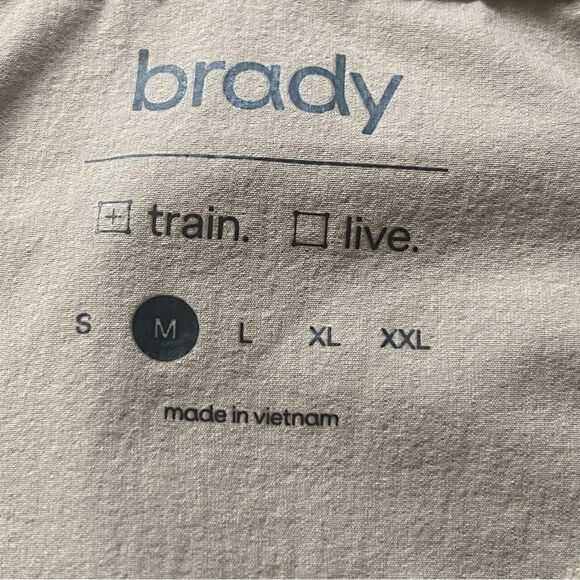 brady
train. live.
S M L XL XXL
made in vietnam